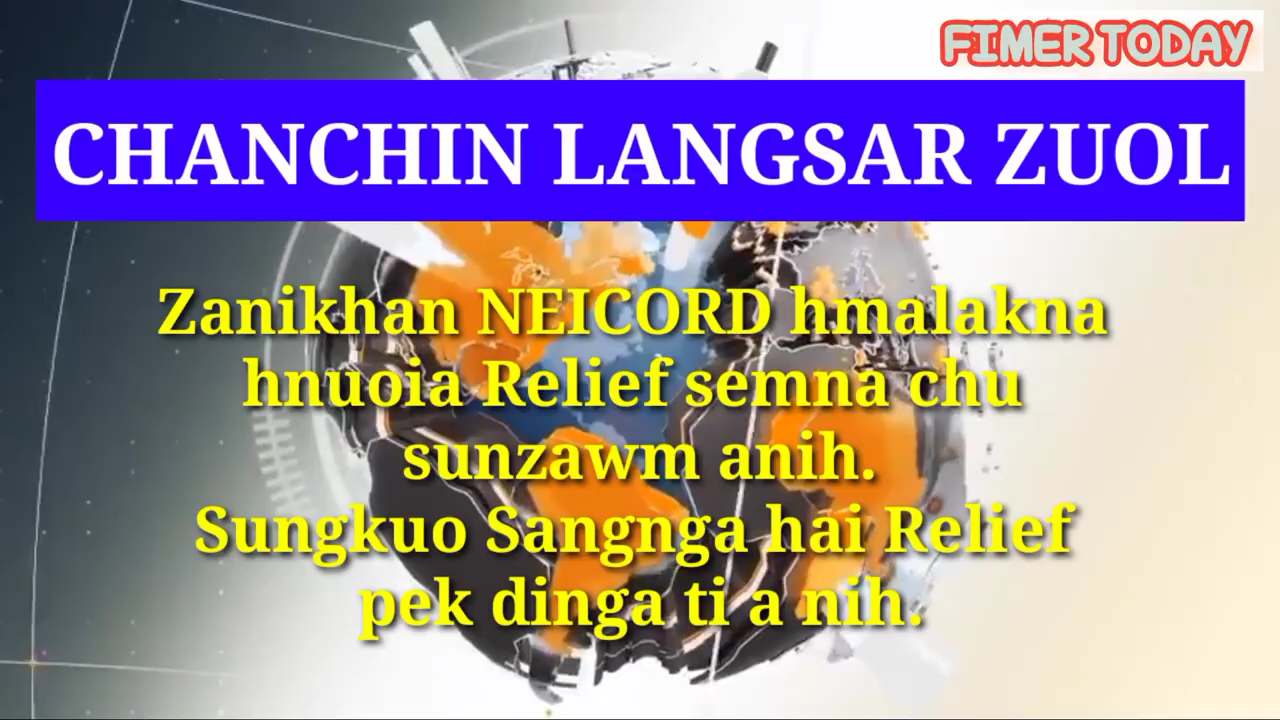 FIMER TODAY
CHANCHIN LANGSAR ZUOL
Zanikhan NEICORD hmalakna
hnuoia Relief semna chu
sunzawm anih.
Sungkuo Sangnga hai Relief
pek dinga ti a nih.